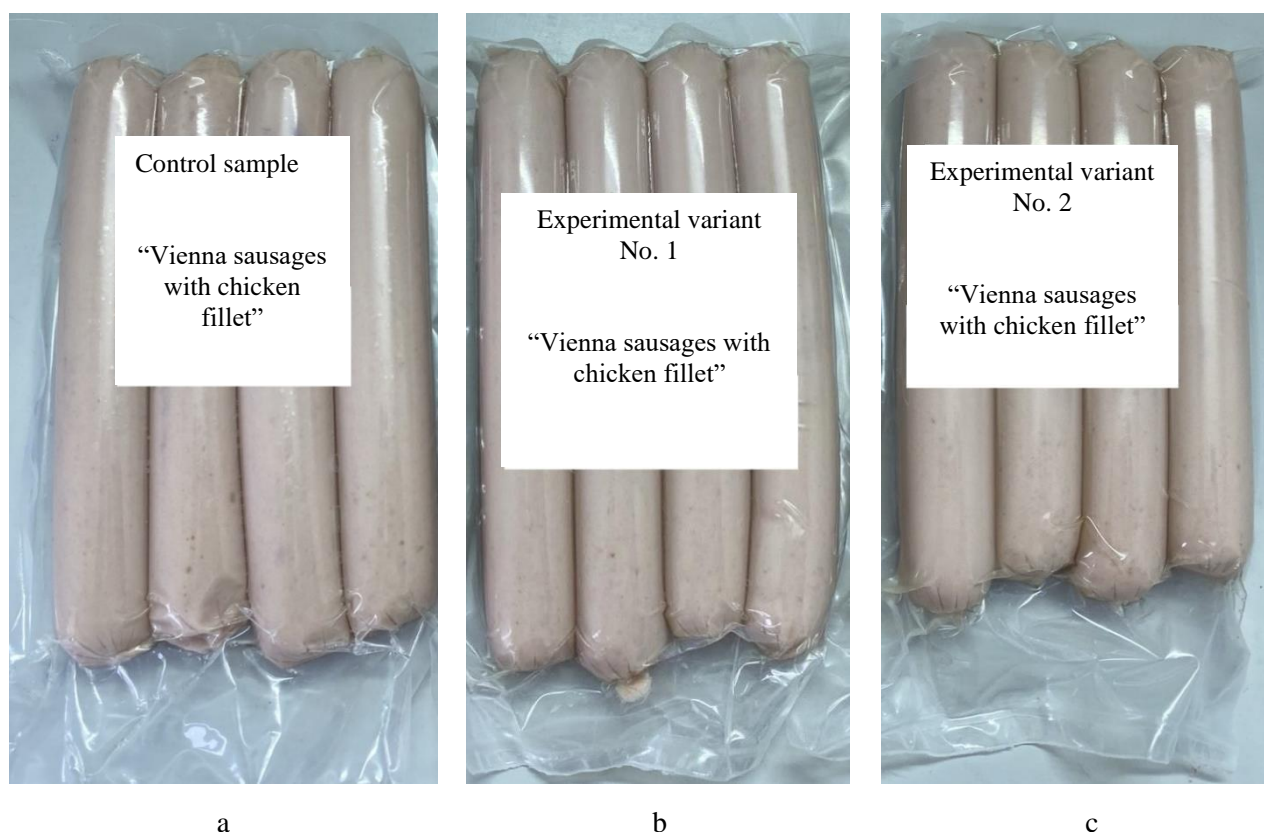 Control sample
“Vienna sausages
with chicken
fillet”
Experimental variant
No. 1
“Vienna sausages with
chicken fillet”
Experimental variant
No. 2
“Vienna sausages
with chicken fillet”
a
b
c